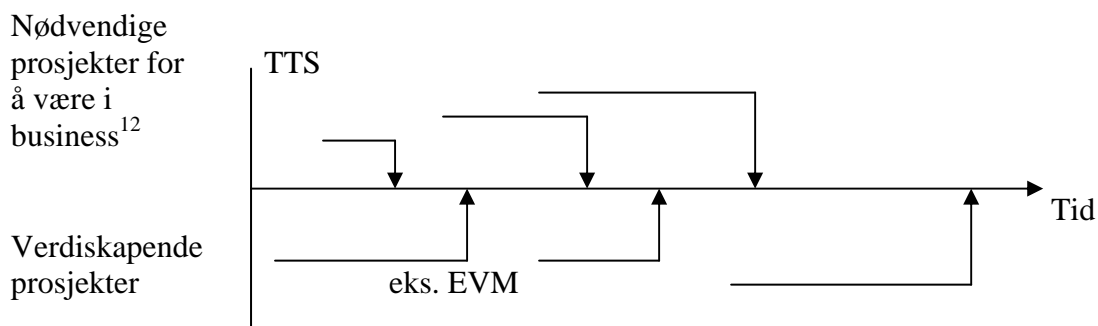 Nødvendige
prosjekter for
å være i
business12
TTS
Tid
Verdiskapende
prosjekter
eks. EVM